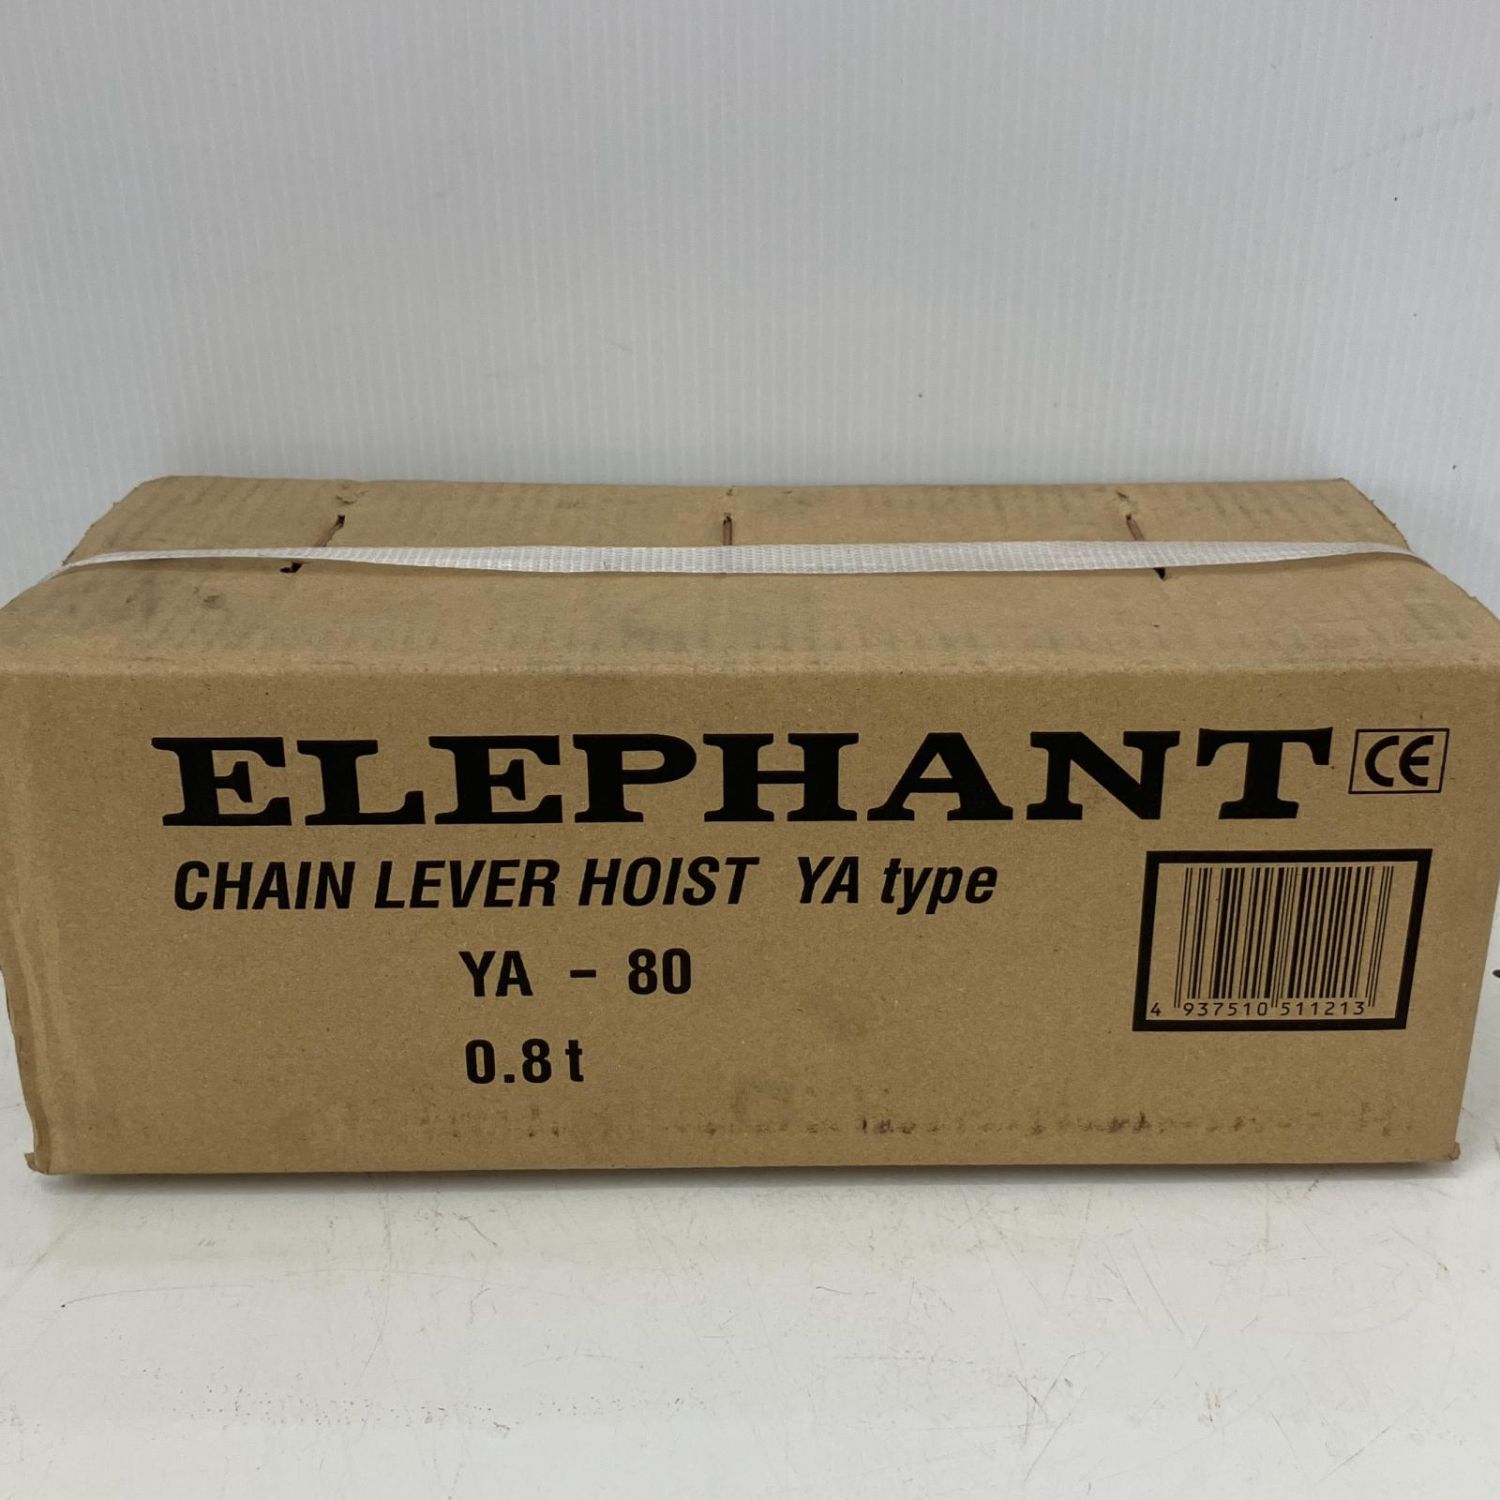 ELEPHANT CE
CHAIN LEVER HOIST YA type
YA - 80
0.8t
4 937510 511213